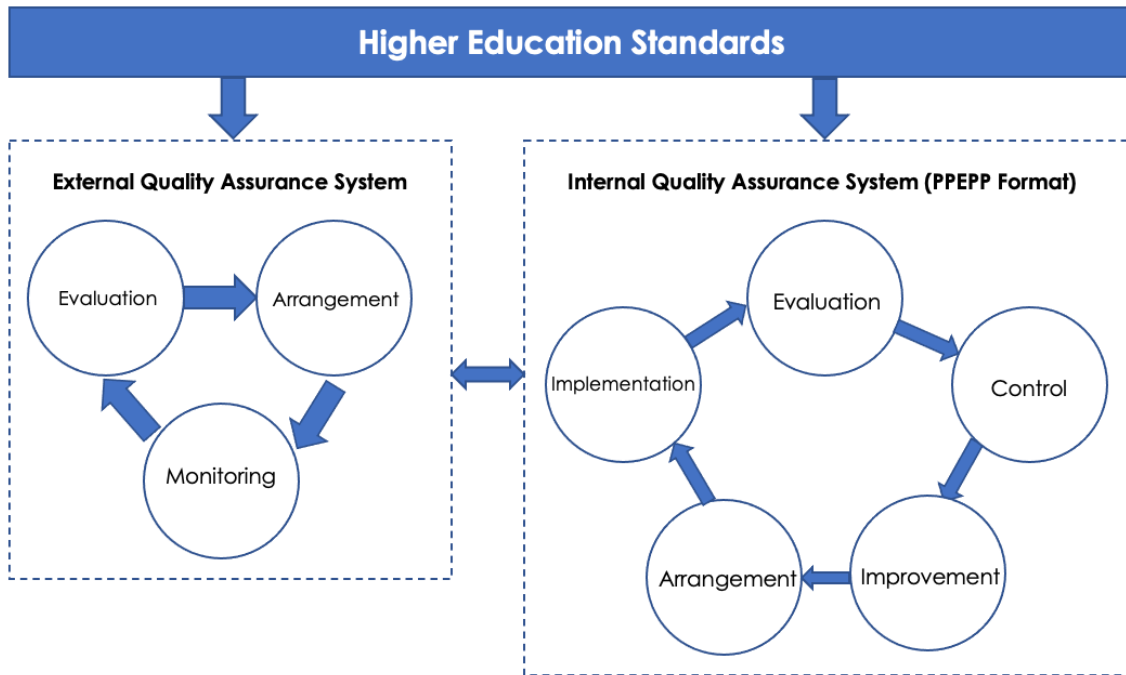 Higher Education Standards
External Quality Assurance System
Evaluation
Arrangement
Monitoring
Internal Quality Assurance System (PPEPP Format)
Evaluation
Control
Improvement
Arrangement
Implementation